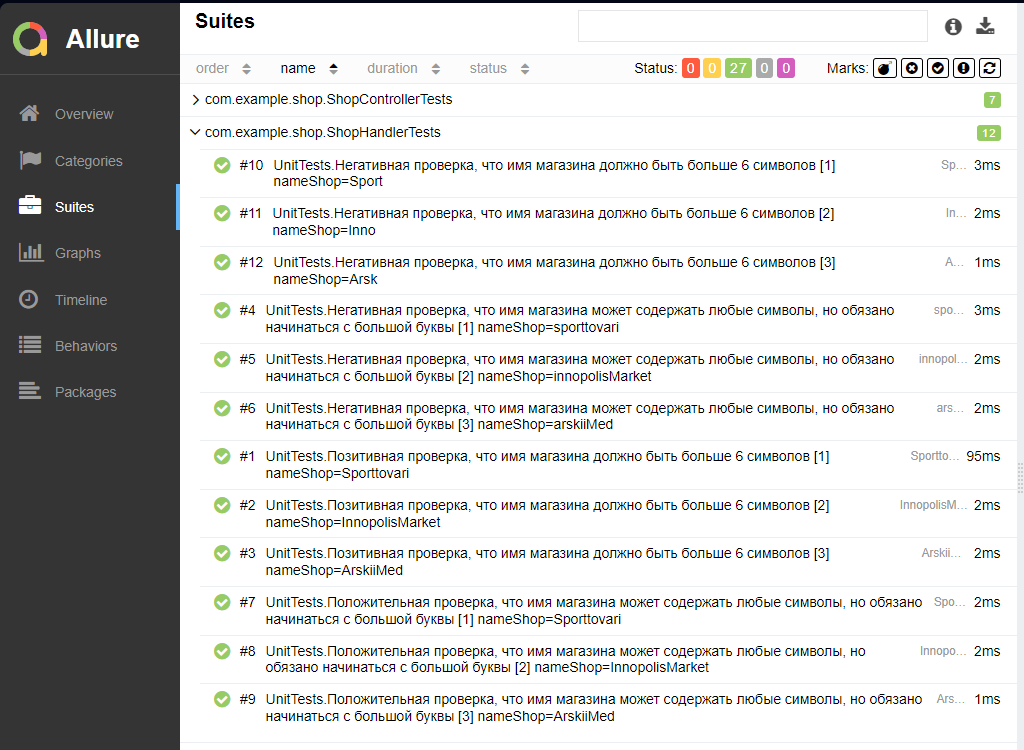 Allure
Overview
Categories
Suites
Graphs
Timeline
Behaviors
Packages
Suites
order name duration status Status: 0 0 27 0 0 Marks:
com.example.shop.ShopControllerTests 7
com.example.shop.ShopHandlerTests 12
#10 UnitTests.Негативная проверка, что имя магазина должно быть больше 6 символов [1] Sp... 3ms
nameShop=Sport
#11 UnitTests.Негативная проверка, что имя магазина должно быть больше 6 символов [2] In... 2ms
nameShop=Inno
#12 UnitTests.Негативная проверка, что имя магазина должно быть больше 6 символов [3] A... 1ms
nameShop=Arsk
#4 UnitTests.Негативная проверка, что имя магазина может содержать любые символы, но обязано spo... 3ms
начинаться с большой буквы [1] nameShop=sporttovari
#5 UnitTests.Негативная проверка, что имя магазина может содержать любые символы, но обязано innopol... 2ms
начинаться с большой буквы [2] nameShop=innopolisMarket
#6 UnitTests.Негативная проверка, что имя магазина может содержать любые символы, но обязано ars... 2ms
начинаться с большой буквы [3] nameShop=arskiiMed
#1 UnitTests.Позитивная проверка, что имя магазина должно быть больше 6 символов [1] Sportto... 95ms
nameShop=Sporttovari
#2 UnitTests.Позитивная проверка, что имя магазина должно быть больше 6 символов [2] InnopolisM... 2ms
nameShop=InnopolisMarket
#3 UnitTests.Позитивная проверка, что имя магазина должно быть больше 6 символов [3] Arskii... 2ms
nameShop=ArskiiMed
#7 UnitTests.Положительная проверка, что имя магазина может содержать любые символы, но обязано Spo... 2ms
начинаться с большой буквы [1] nameShop=Sporttovari
#8 UnitTests.Положительная проверка, что имя магазина может содержать любые символы, но Innopo... 2ms
обязано начинаться с большой буквы [2] nameShop=InnopolisMarket
#9 UnitTests.Положительная проверка, что имя магазина может содержать любые символы, но обязано Ars... 1ms
начинаться с большой буквы [3] nameShop=ArskiiMed